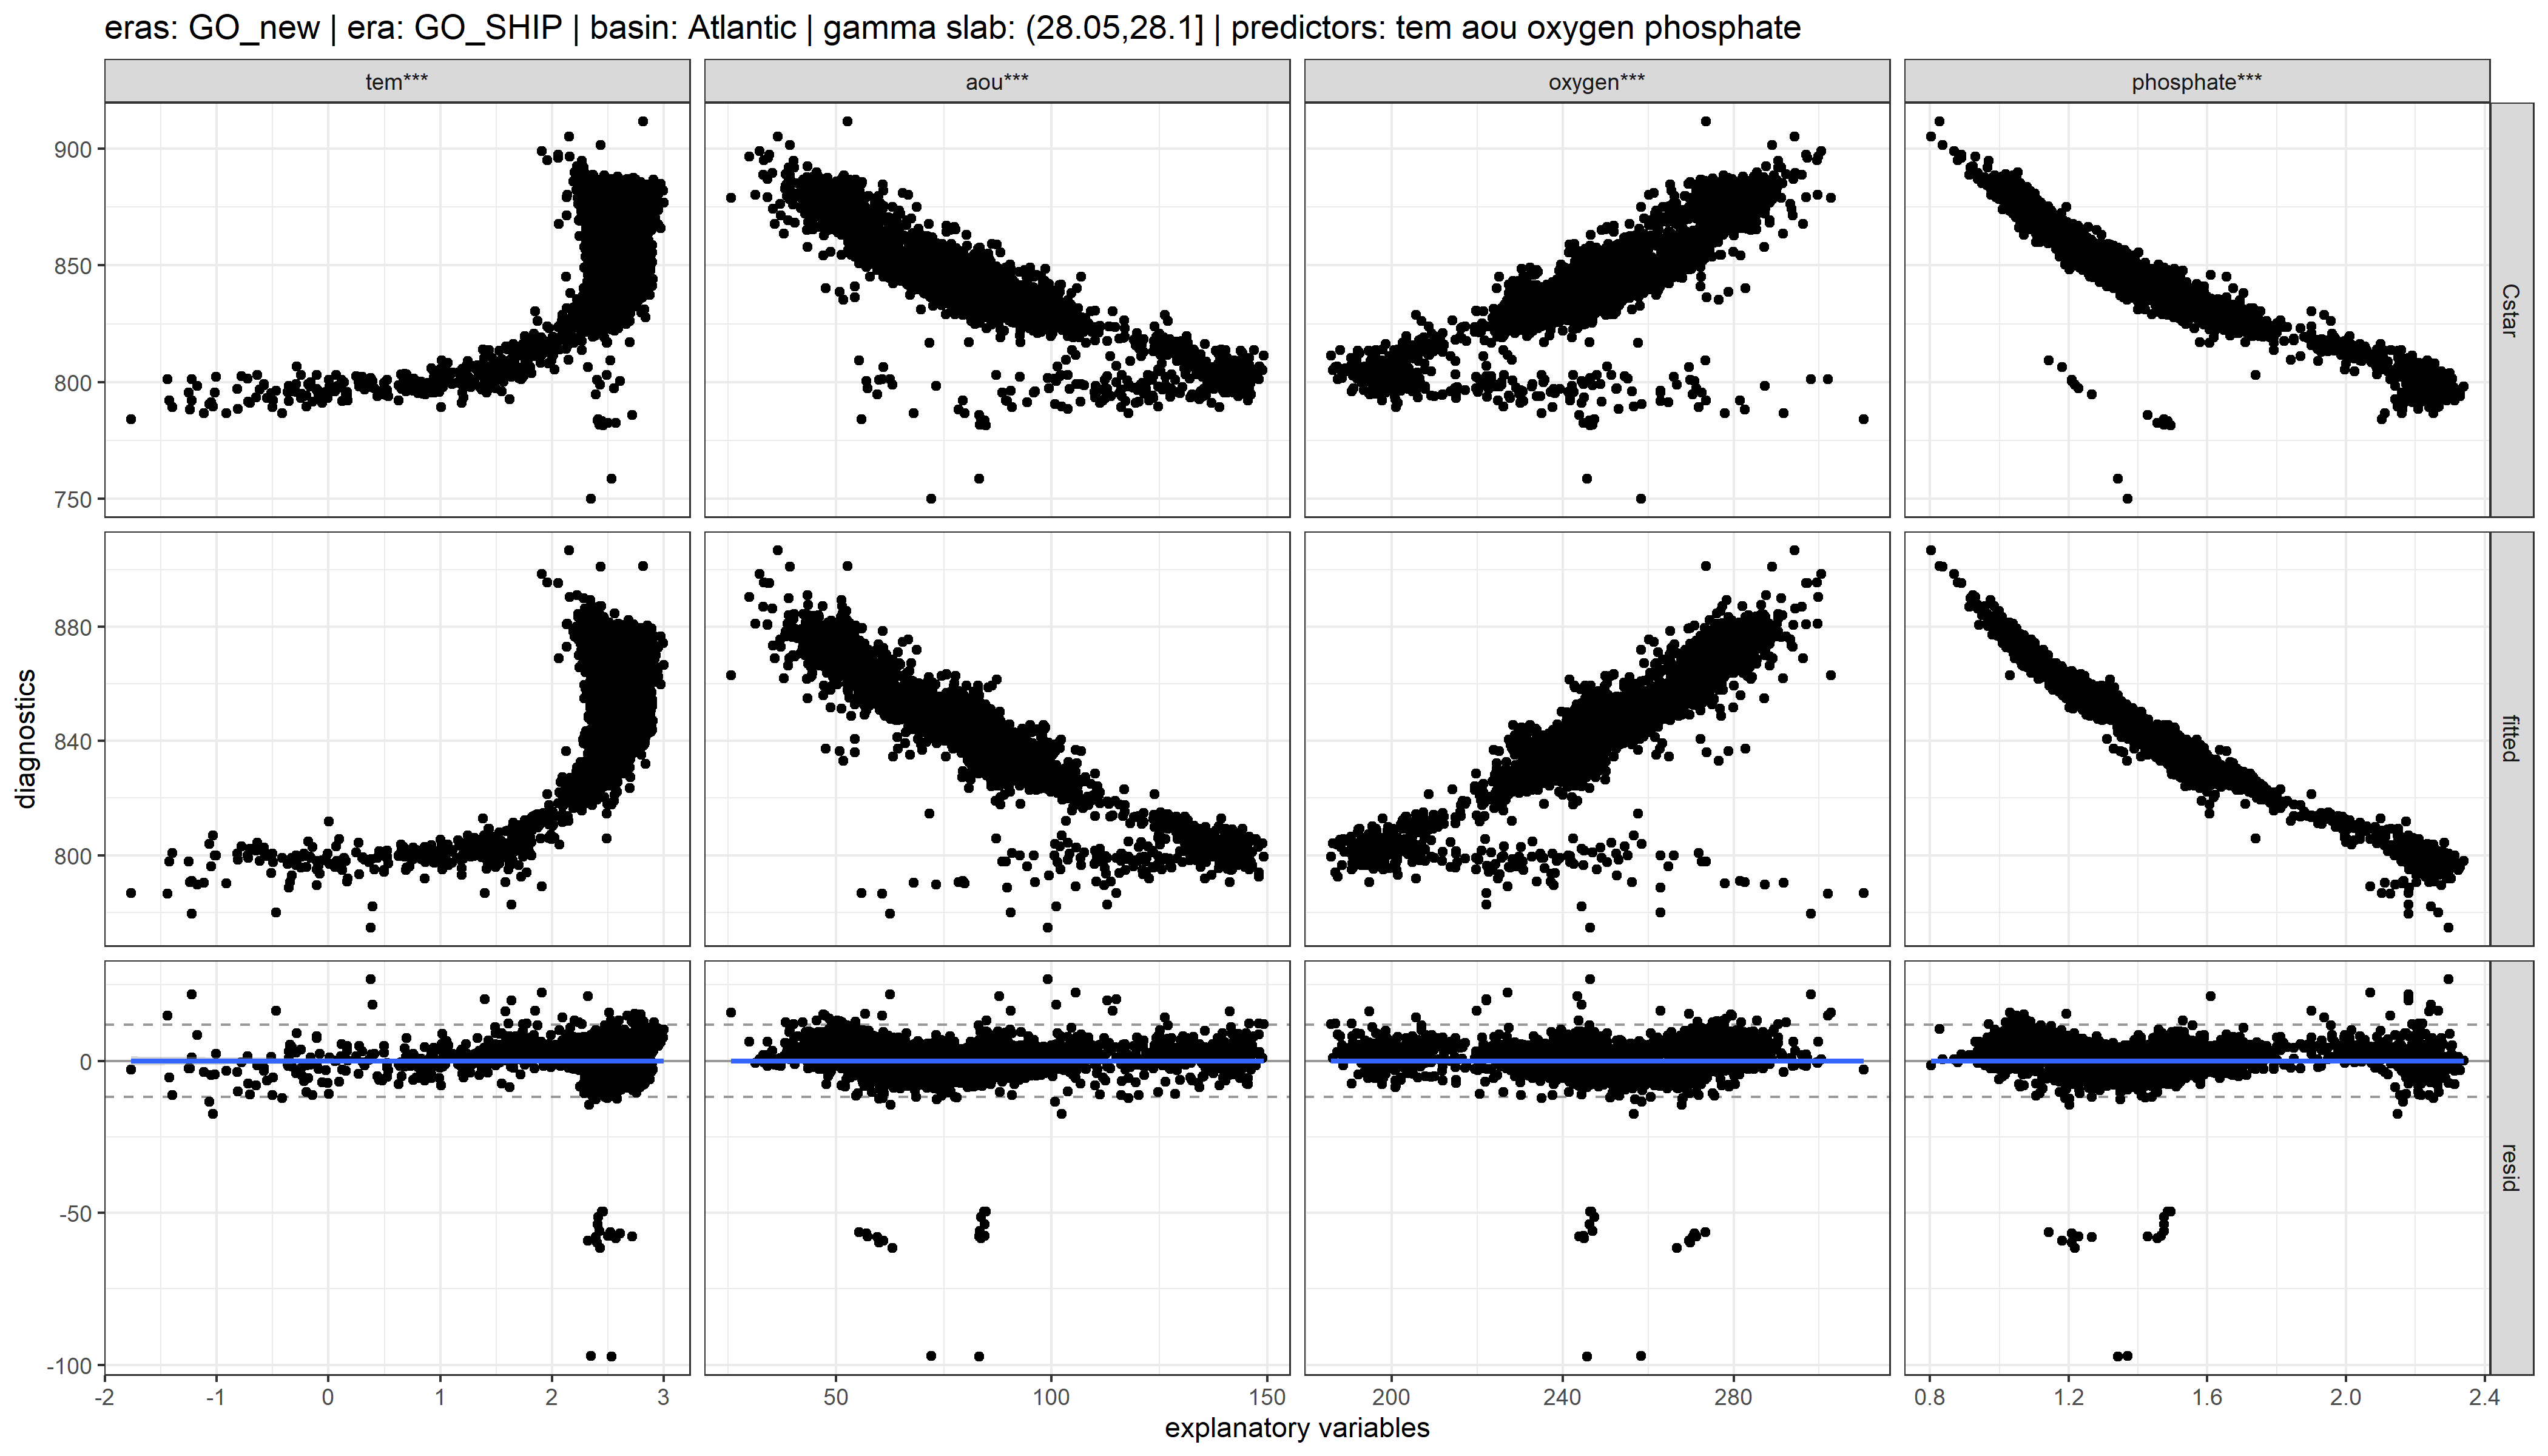 eras: GO_new | era: GO_SHIP | basin: Atlantic | gamma slab: (28.05,28.1] | predictors: tem aou oxygen phosphate
tem*** aou*** oxygen*** phosphate***
900
850
800
750
Cstar
880
840
800
fitted
diagnostics
0
-50
-100
resid
-2 -1 0 1 2 3 50 100 150 200 240 280 0.8 1.2 1.6 2.0 2.4
explanatory variables